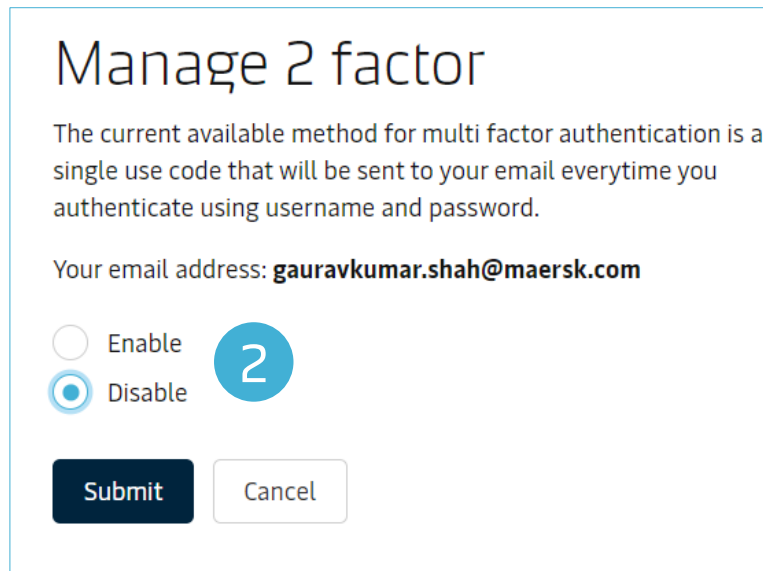 Manage 2 factor
The current available method for multi factor authentication is a
single use code that will be sent to your email everytime you
authenticate using username and password.
Your email address: gauravkumar.shah@maersk.com
Enable
2
Disable
Submit Cancel